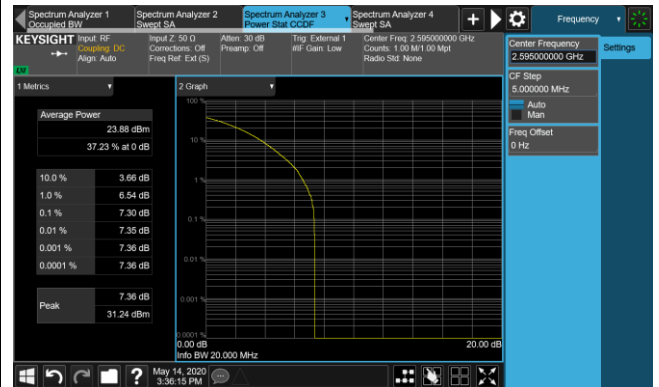 Spectrum Analyzer 1
Occupied BW
Spectrum Analyzer 2
Swept SA
Spectrum Analyzer 3
Power Stat CCDF
Spectrum Analyzer 4
Swept SA
Frequency
KEYSIGHT
Input: RF
Coupling: DC
Align: Auto
Input Z: 50 Ω
Corrections: Off
Freq Ref: Ext (S)
Atten: 30 dB
Preamp: Off
Trig: External 1
#IF Gain: Low
Center Freq: 2.595000000 GHz
Counts: 1.00 M/1.00 Mpt
Radio Std: None
Center Frequency
2.595000000 GHz
Settings
CF Step
5.000000 MHz
Auto
Man
Freq Offset
0 Hz
1 Metrics
Average Power
23.88 dBm
37.23 % at 0 dB
10.0 % 3.66 dB
1.0 % 6.54 dB
0.1 % 7.30 dB
0.01 % 7.35 dB
0.001 % 7.36 dB
0.0001 % 7.36 dB
Peak
7.36 dB
31.24 dBm
2 Graph
100 %
10 %
1 %
0.1 %
0.01 %
0.001 %
0.0001 %
0.00 dB
20.00 dB
Info BW 20.000 MHz
?
May 14, 2020
3:36:15 PM